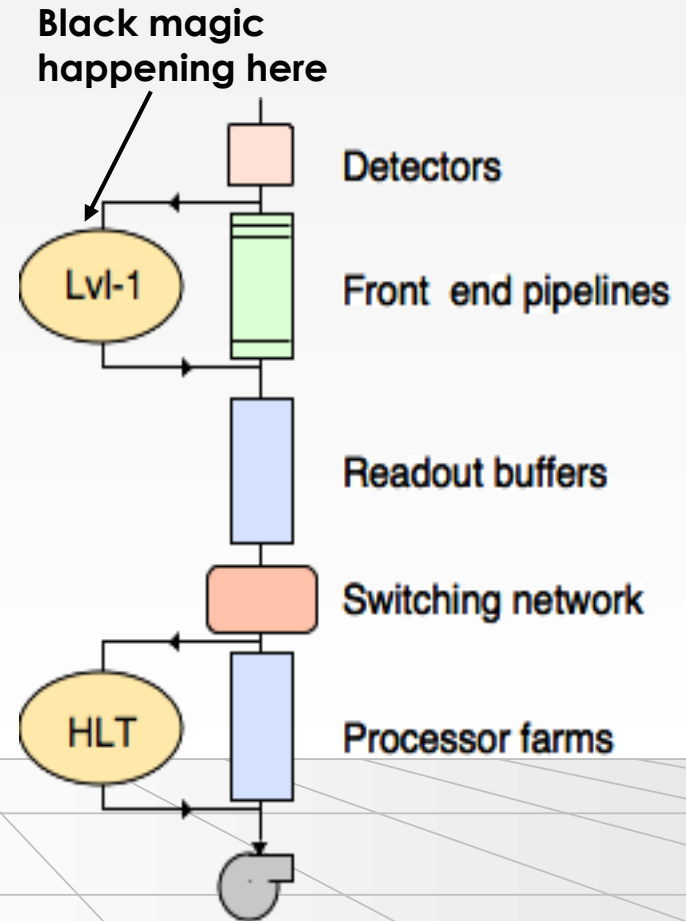 Black magic
happening here
Detectors
Lvl-1
Front end pipelines
Readout buffers
Switching network
HLT
Processor farms